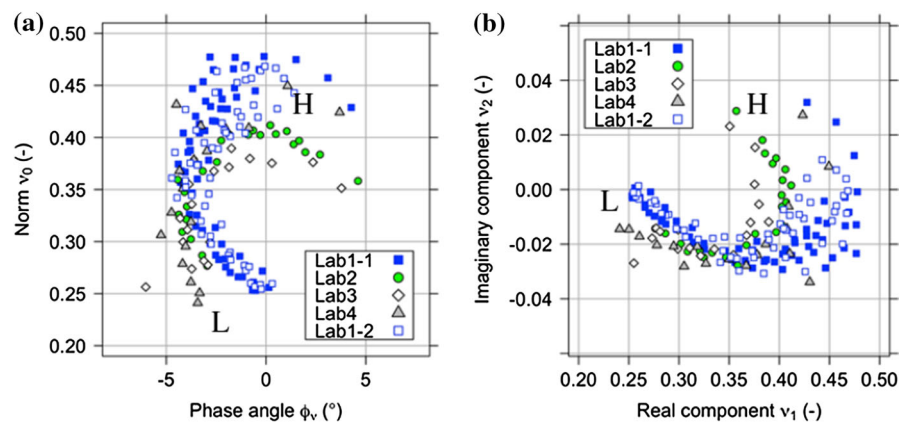 (a)
0.50
0.45
0.40
0.35
0.30
0.25
0.20
Norm ν0 (-)
H
L
Lab1-1
Lab2
Lab3
Lab4
Lab1-2
-5 0 5
Phase angle ϕν (°)
(b)
0.04
0.02
0.00
-0.02
-0.04
Imaginary component ν2 (-)
Lab1-1
Lab2
Lab3
Lab4
Lab1-2
H
L
0.20 0.25 0.30 0.35 0.40 0.45 0.50
Real component ν1 (-)